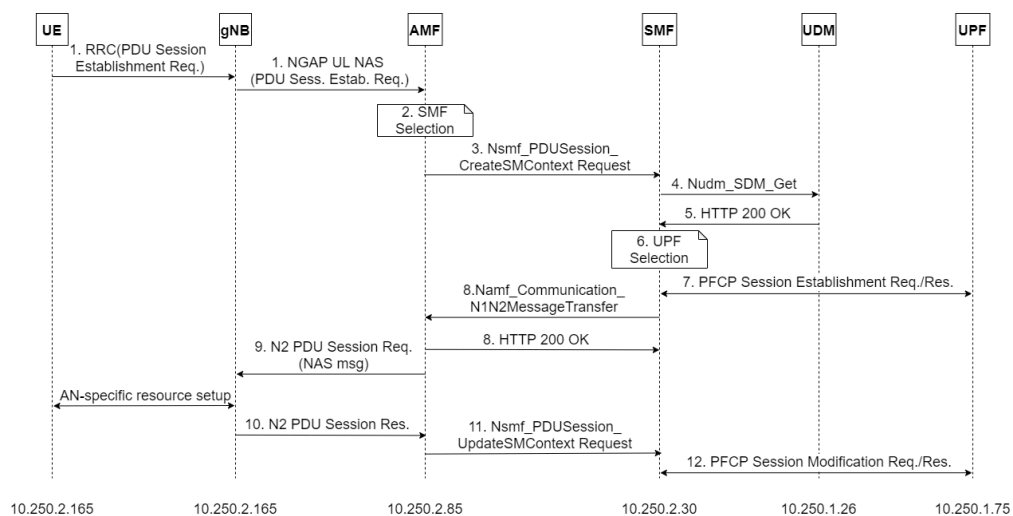 UE
gNB
AMF
SMF
UDM
UPF
1. RRC(PDU Session
Establishment Req.)
1. NGAP UL NAS
(PDU Sess. Estab. Req.)
2. SMF
Selection
3. Nsmf_PDUSession_
CreateSMContext Request
4. Nudm_SDM_Get
5. HTTP 200 OK
6. UPF
Selection
7. PFCP Session Establishment Req./Res.
8.Namf_Communication_
N1N2MessageTransfer
8. HTTP 200 OK
9. N2 PDU Session Req.
(NAS msg)
AN-specific resource setup
10. N2 PDU Session Res.
11. Nsmf_PDUSession_
UpdateSMContext Request
12. PFCP Session Modification Req./Res.
10.250.2.165
10.250.2.165
10.250.2.85
10.250.2.30
10.250.1.26
10.250.1.75